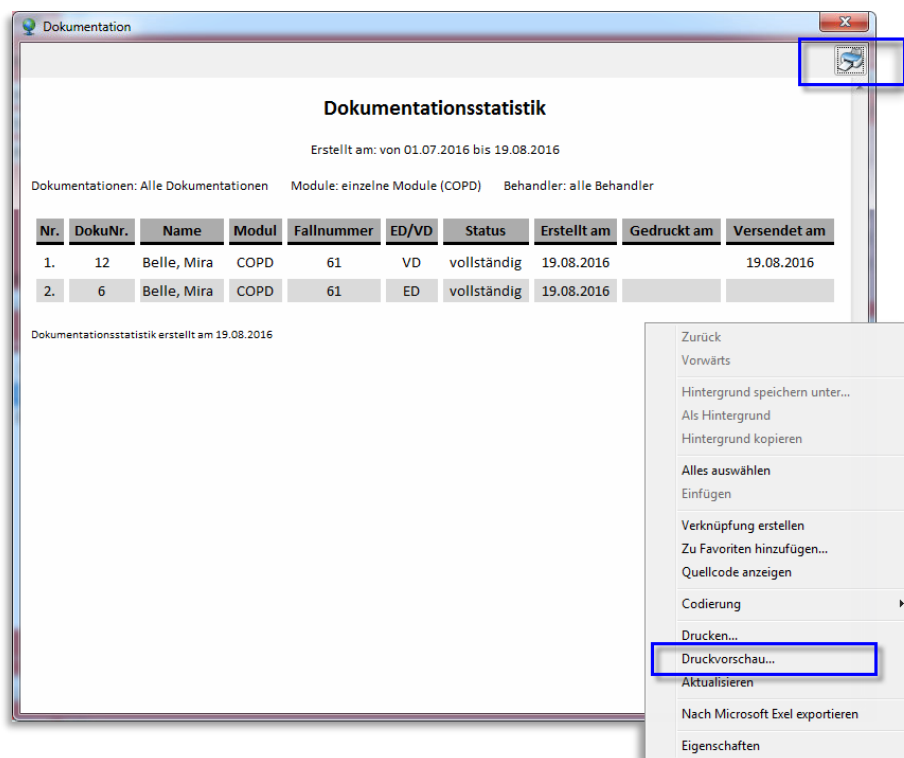 Dokumentation
Dokumentationsstatistik
Erstellt am: von 01.07.2016 bis 19.08.2016
Dokumentationen: Alle Dokumentationen Module: einzelne Module (COPD) Behandler: alle Behandler
Nr. DokuNr. Name Modul Fallnummer ED/VD Status Erstellt am Gedruckt am Versendet am
1. 12 Belle, Mira COPD 61 VD vollständig 19.08.2016 19.08.2016
2. 6 Belle, Mira COPD 61 ED vollständig 19.08.2016
Dokumentationsstatistik erstellt am 19.08.2016
Zurück
Vorwärts
Hintergrund speichern unter...
Als Hintergrund
Hintergrund kopieren
Alles auswählen
Einfügen
Verknüpfung erstellen
Zu Favoriten hinzufügen...
Quellcode anzeigen
Codierung
Drucken...
Druckvorschau...
Aktualisieren
Nach Microsoft Exel exportieren
Eigenschaften